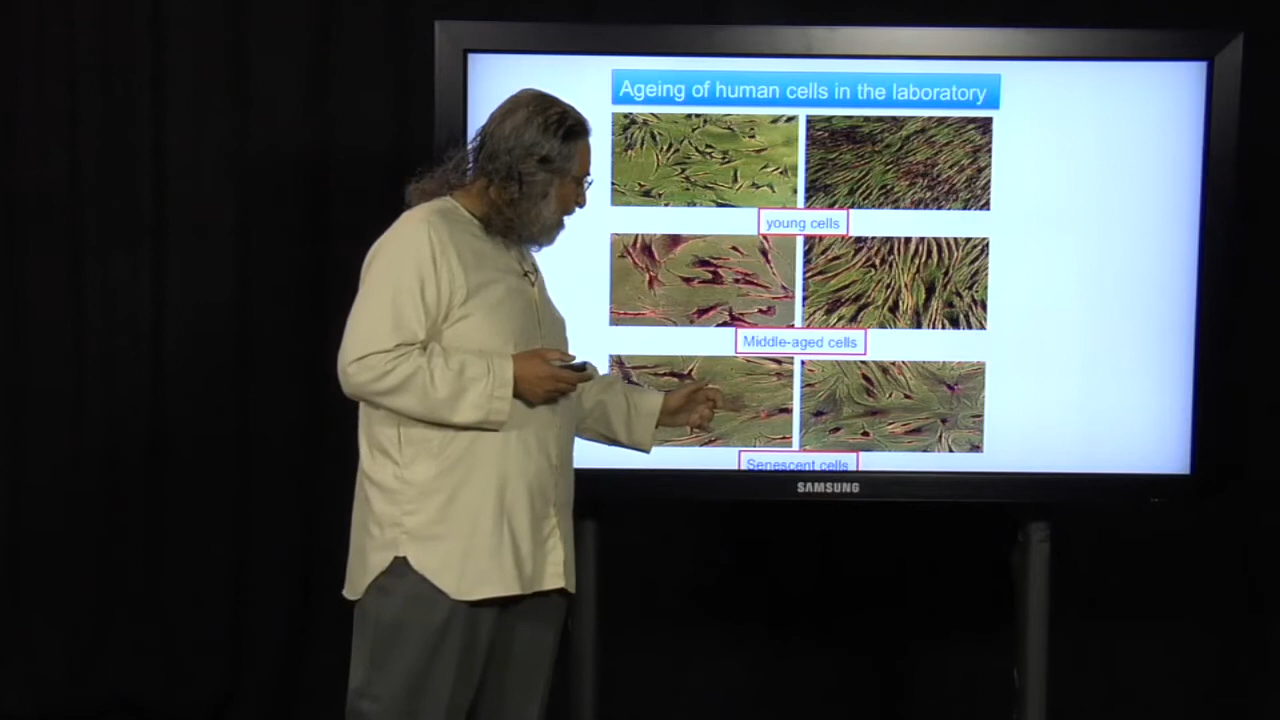 Ageing of human cells in the laboratory
young cells
Middle-aged cells
Senescent cells
SAMSUNG